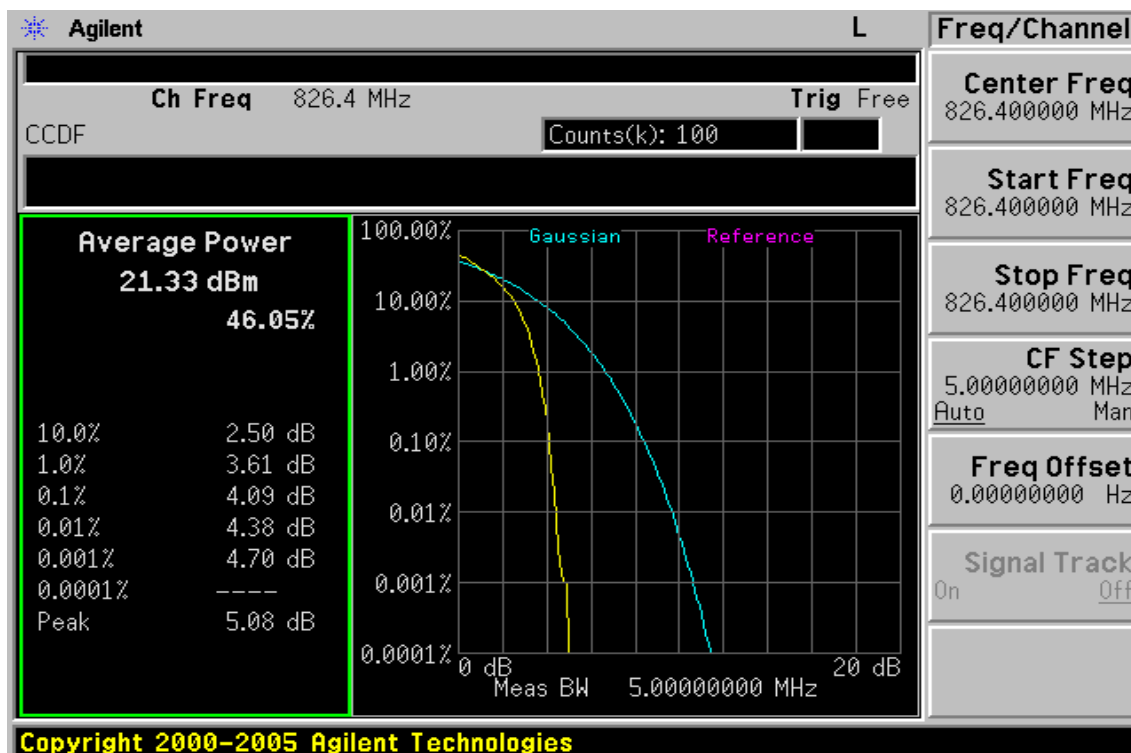 Agilent L Freq/Channel
Ch Freq 826.4 MHz Trig Free
CCDF Counts(k): 100
Average Power
21.33 dBm
46.05%
10.0% 2.50 dB
1.0% 3.61 dB
0.1% 4.09 dB
0.01% 4.38 dB
0.001% 4.70 dB
0.0001% ----
Peak 5.08 dB
Gaussian Reference
100.00%
10.00%
1.00%
0.10%
0.01%
0.001%
0.0001%
0 dB 20 dB
Meas BW 5.00000000 MHz
Center Freq
826.400000 MHz
Start Freq
826.400000 MHz
Stop Freq
826.400000 MHz
CF Step
5.00000000 MHz
Auto Man
Freq Offset
0.00000000 Hz
Signal Track
On Off
Copyright 2000-2005 Agilent Technologies